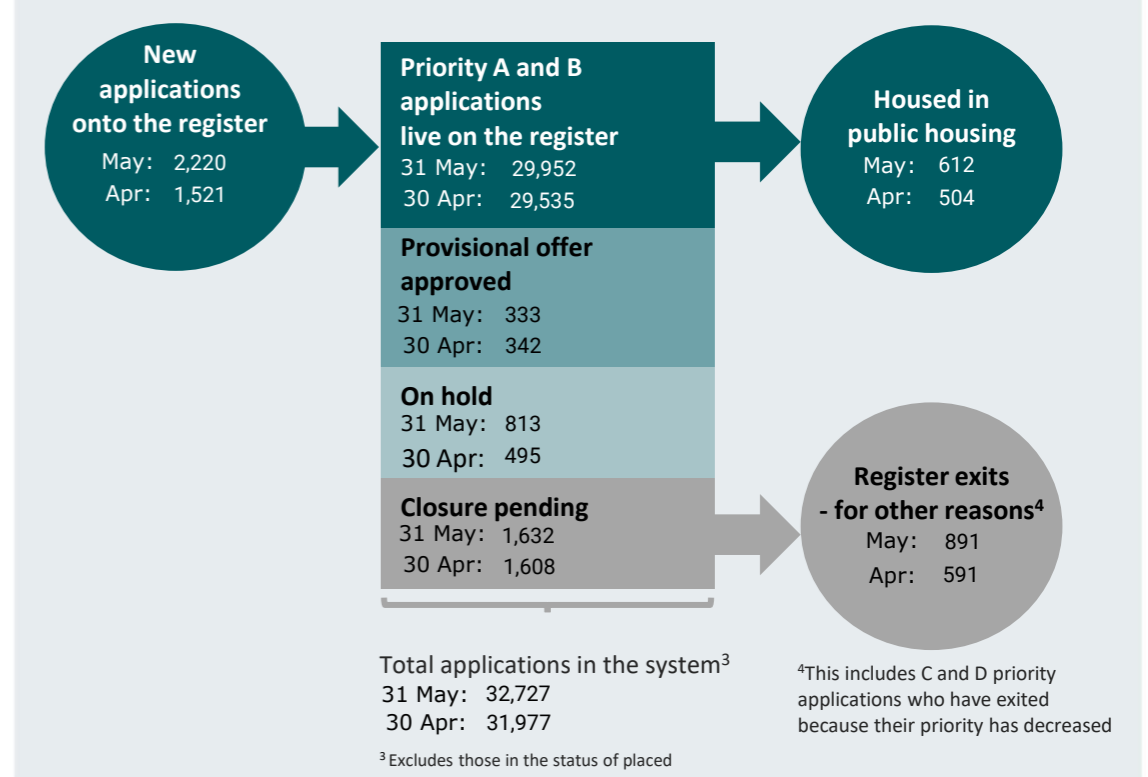 New
applications
onto the register
May: 2,220
Apr: 1,521
Priority A and B
applications
live on the register
31 May: 29,952
30 Apr: 29,535
Housed in
public housing
May: 612
Apr: 504
Provisional offer
approved
31 May: 333
30 Apr: 342
On hold
31 May: 813
30 Apr: 495
Closure pending
31 May: 1,632
30 Apr: 1,608
Register exits
- for other reasons⁴
May: 891
Apr: 591
Total applications in the system³
31 May: 32,727
30 Apr: 31,977
³ Excludes those in the status of placed
⁴This includes C and D priority
applications who have exited
because their priority has decreased